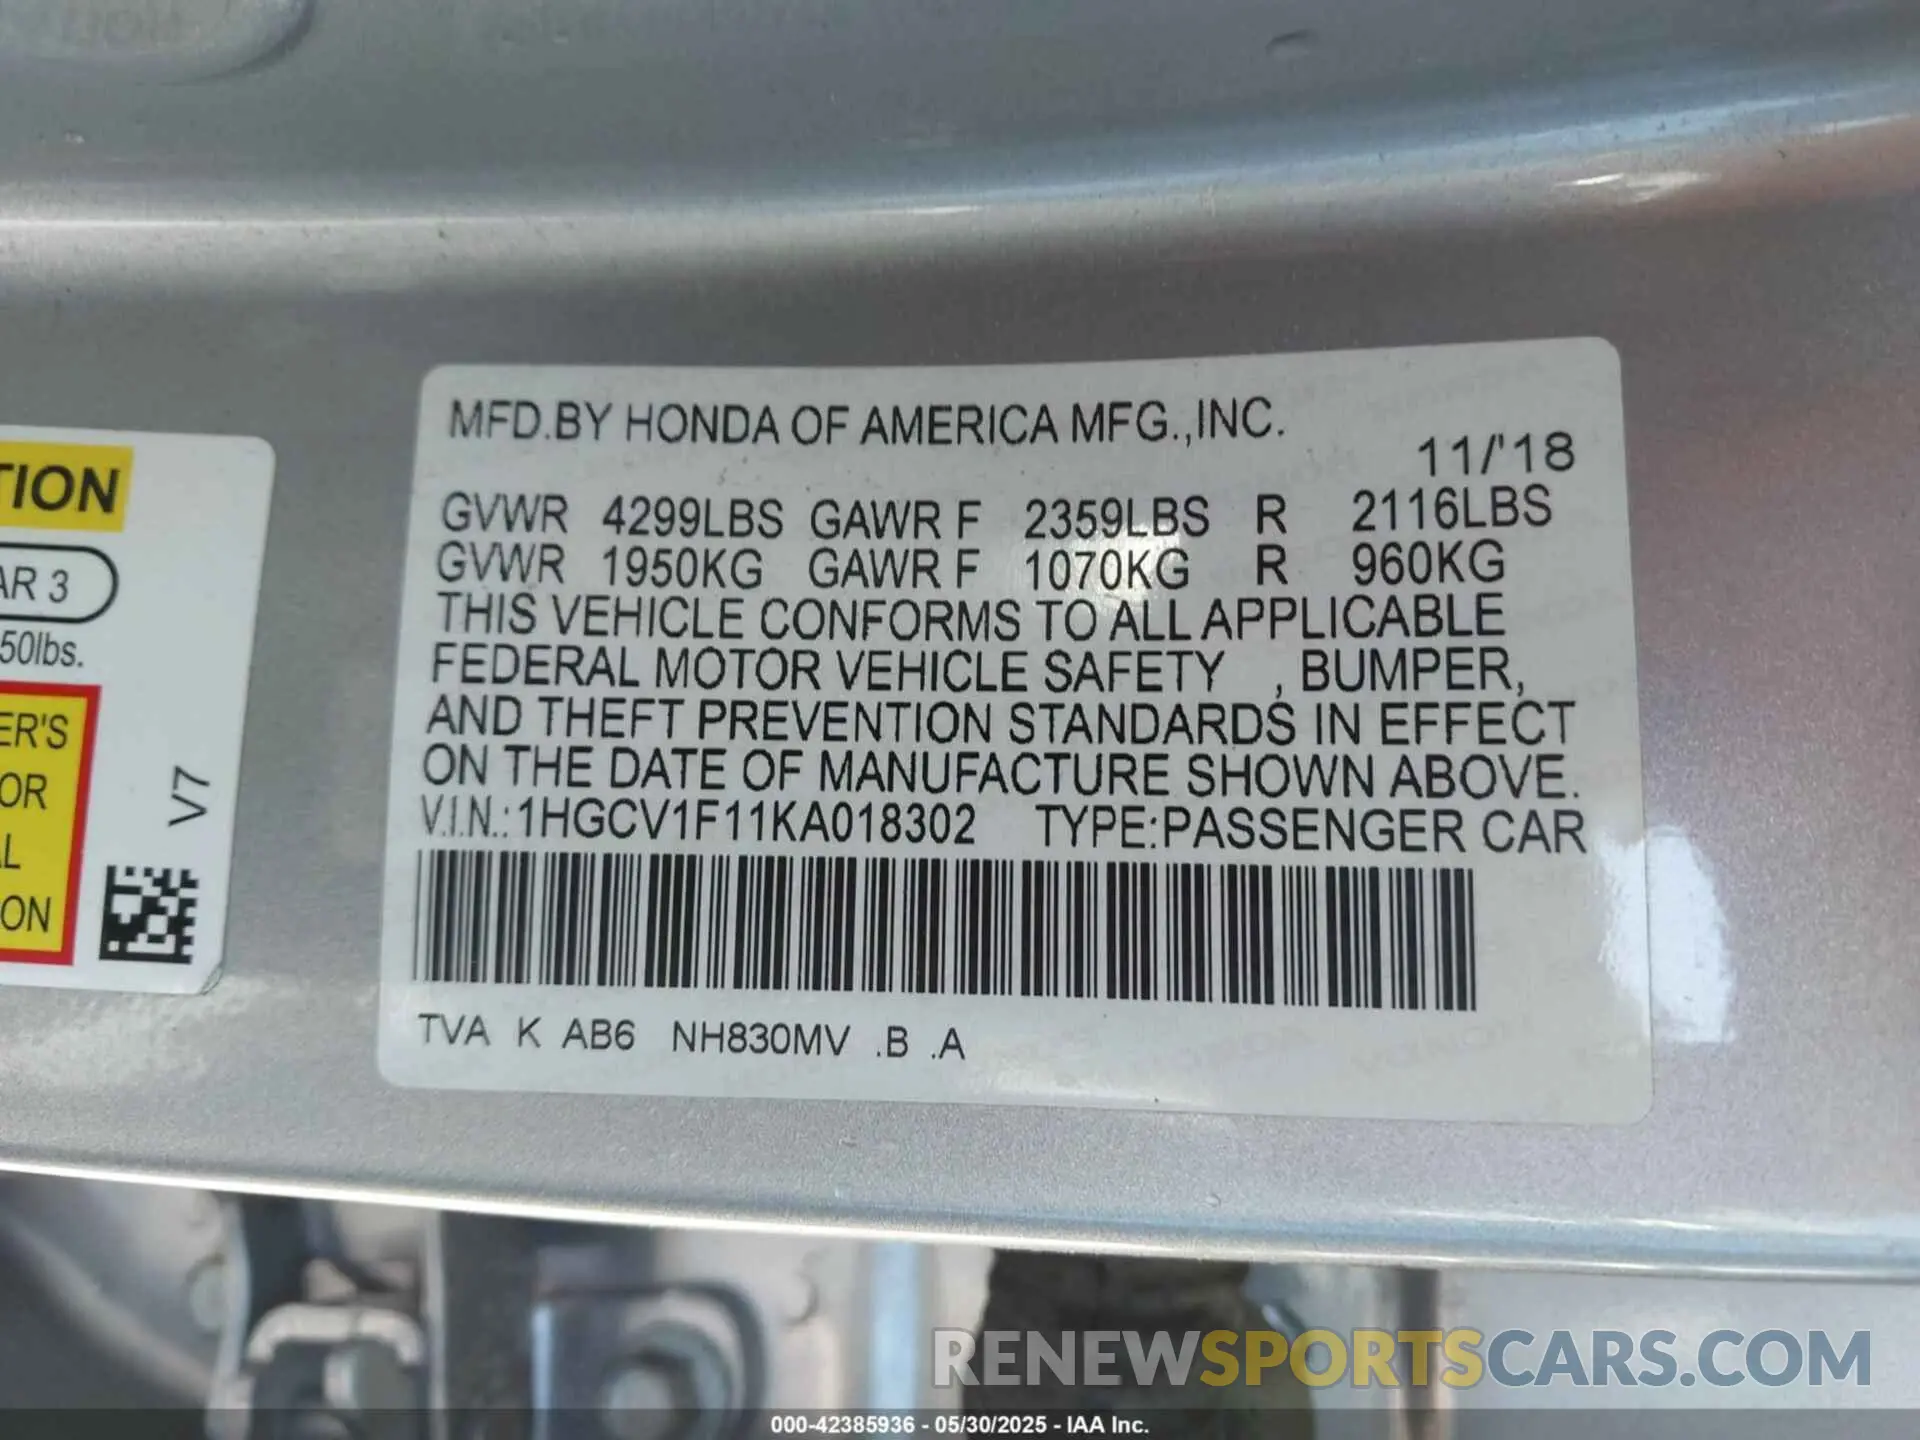 MFD.BY HONDA OF AMERICA MFG.,INC.
11/'18
GVWR 4299LBS GAWR F 2359LBS R 2116LBS
GVWR 1950KG GAWR F 1070KG R 960KG
THIS VEHICLE CONFORMS TO ALL APPLICABLE
FEDERAL MOTOR VEHICLE SAFETY , BUMPER,
AND THEFT PREVENTION STANDARDS IN EFFECT
ON THE DATE OF MANUFACTURE SHOWN ABOVE.
V.I.N.:1HGCV1F11KA018302 TYPE:PASSENGER CAR
TVA K AB6 NH830MV .B .A
TION
AR 3
50lbs.
ER'S
OR
AL
ON
V7
RENEWSPORTSCARS.COM
000-42385936 - 05/30/2025 - IAA Inc.